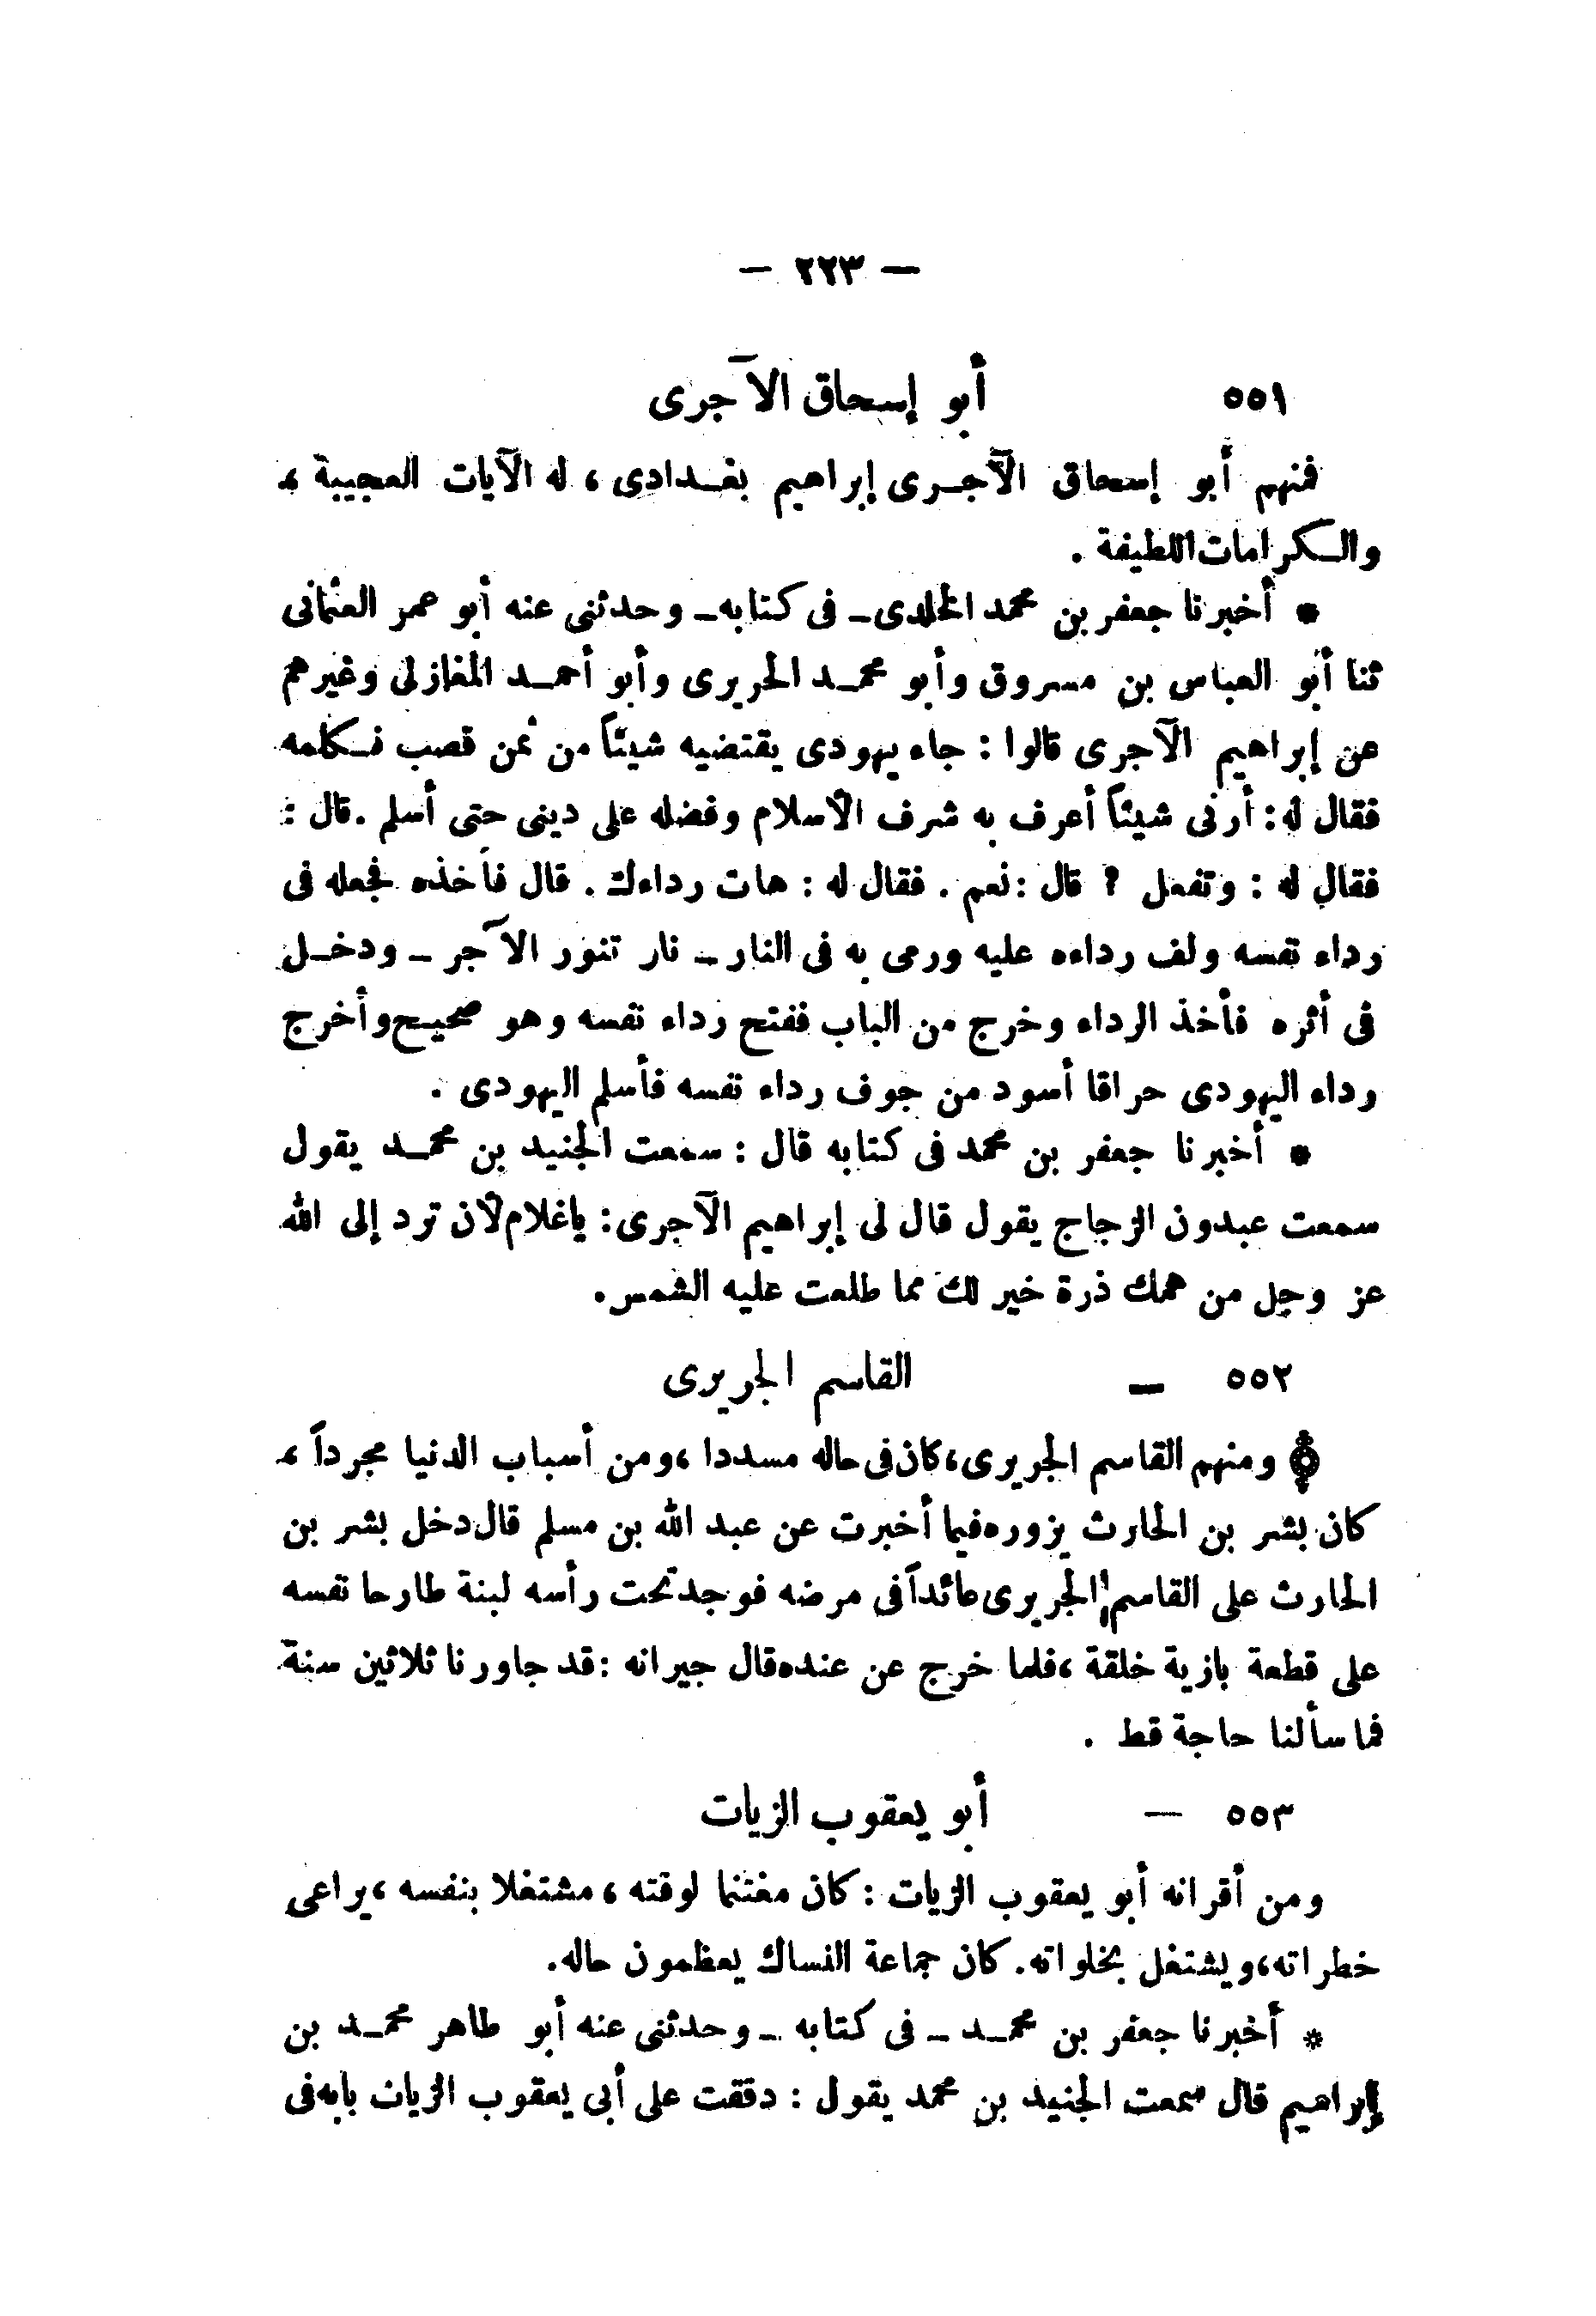 — ٢٢٣ —
٥٥١ أبو إسحاق الآجرى
فمنهم أبو إسحاق الآجـرى إبراهيم بغـدادى ، له الآيات العجيبة ،
والـكرامات اللطيفة .
* أخبرنا جعفر بن محمد الخلدى ـ فى كتابه ـ وحدثنى عنه أبو عمر العثمانى
ثنا أبو العباس بن مسروق وأبو محمـد الحريرى وأبو أحمـد المغازلى وغيرهم
عن إبراهيم الآجرى قالوا : جاء يهودى يقتضيه شيئاً من ثمن قصب فـكلمه
فقال له : أرنى شيئاً أعرف به شرف الاسلام وفضله على دينى حتى أسلم . قال :
فقال له : وتفعل ؟ قال : نعم . فقال له : هات رداءك . قال فأخذه فجعله فى
رداء نفسه ولف رداءه عليه ورمى به فى النار ـ نار تنور الآجر ـ ودخـل
فى أثره فأخذ الرداء وخرج من الباب ففتح رداء نفسه وهو صحيح وأخرج
رداء اليهودى حراقا أسود من جوف رداء نفسه فأسلم اليهودى .
* أخبرنا جعفر بن محمد فى كتابه قال : سمعت الجنيد بن محمـد يقول
سمعت عبدون الزجاج يقول قال لى إبراهيم الآجرى : ياغلام لأن ترد إلى الله
عز وجل من همك ذرة خير لك مما طلعت عليه الشمس .
٥٥٢ — القاسم الجريرى
۞ ومنهم القاسم الجريرى ، كان فى حاله مسددا ، ومن أسباب الدنيا مجرداً ،
كان بشر بن الحارث يزوره فيما أخبرت عن عبد الله بن مسلم قال دخل بشر بن
الحارث على القاسم الجريرى عائداً فى مرضه فوجد تحت رأسه لبنة طارحا نفسه
على قطعة بازية خلقة ، فلما خرج عن عنده قال جيرانه : قد جاورنا ثلاثين سنة
فما سألنا حاجة قط .
٥٥٣ — أبو يعقوب الزيات
ومن أقرانه أبو يعقوب الزيات : كان مغتنما لوقته ، مشتغلا بنفسه ، يراعى
خطراته ، ويشتغل بخلواته . كان جماعة النساك يعظمون حاله .
* أخبرنا جعفر بن محمـد ـ فى كتابه ـ وحدثنى عنه أبو طاهر محمـد بن
إبراهيم قال سمعت الجنيد بن محمد يقول : دققت على أبى يعقوب الزيات بابه فى